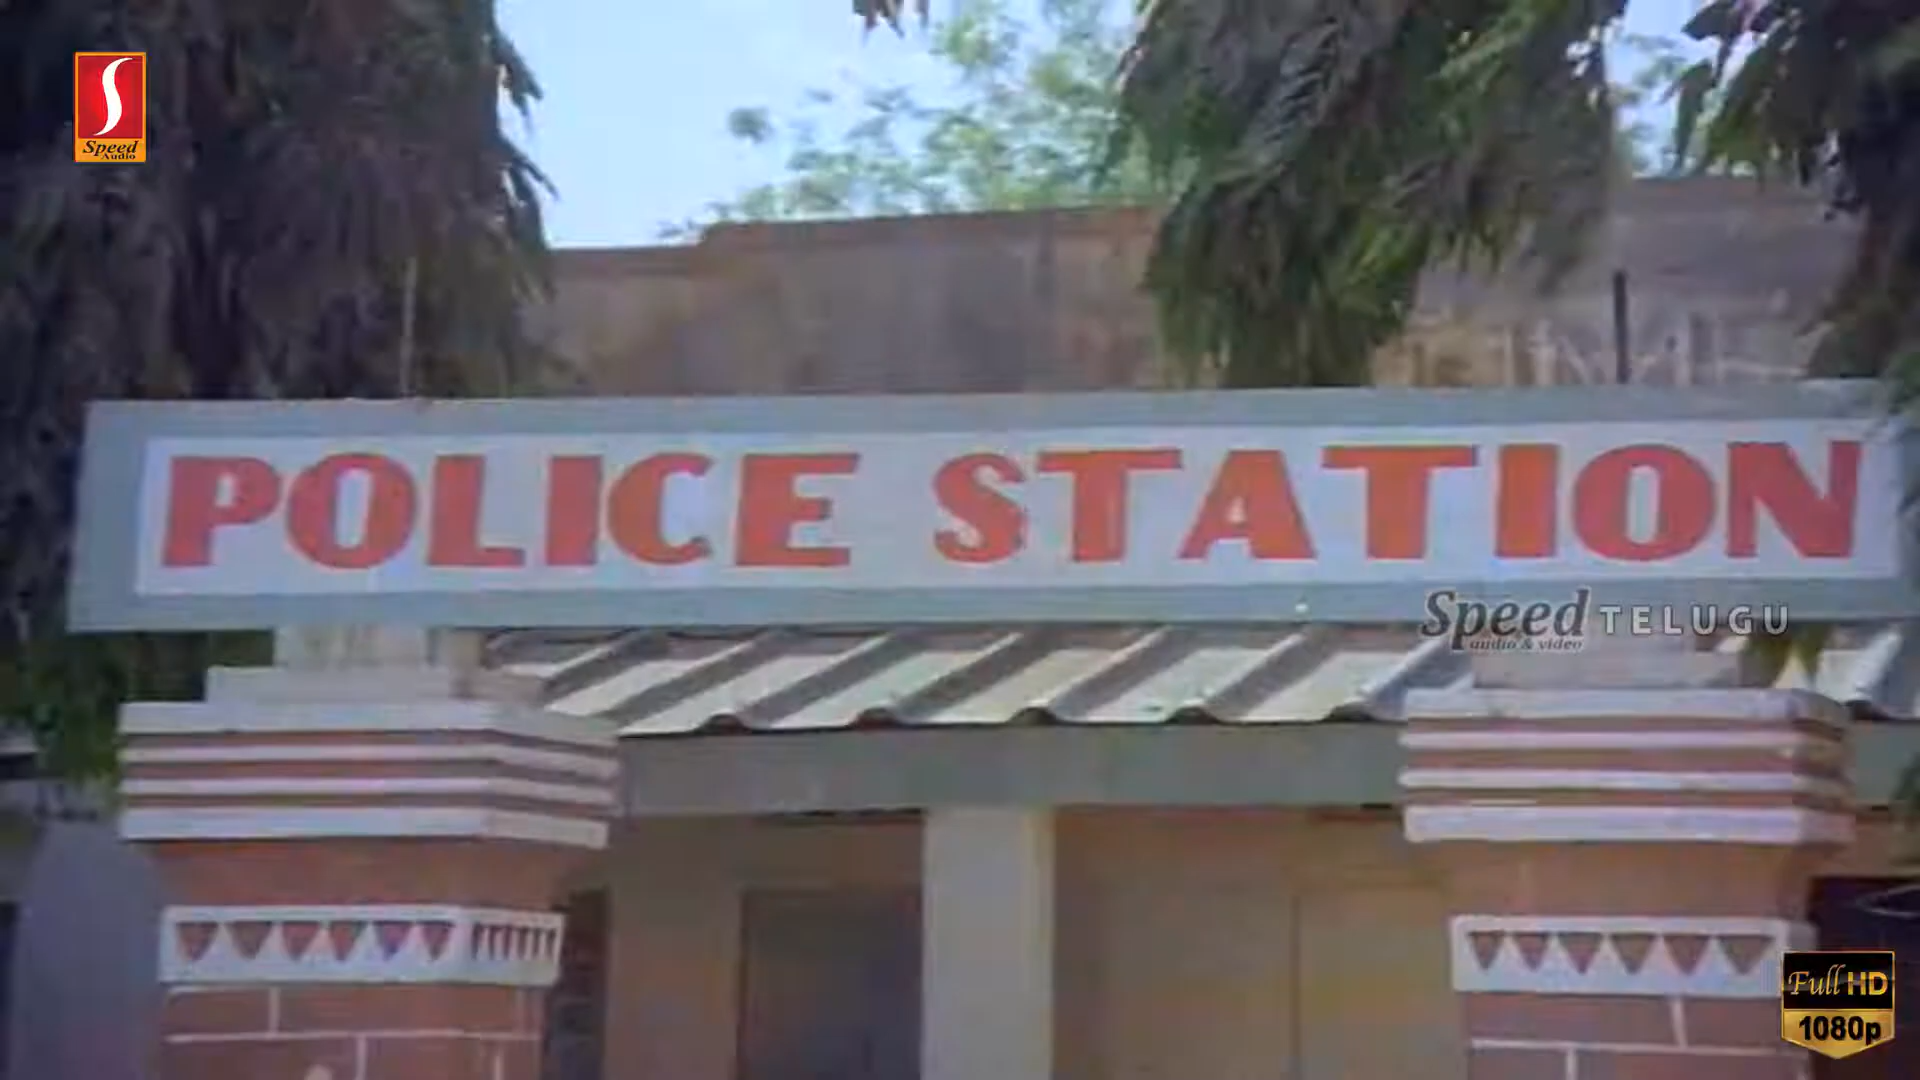 S
Speed
Audio
POLICE STATION
Speed TELUGU
audio & video
Full HD
1080p